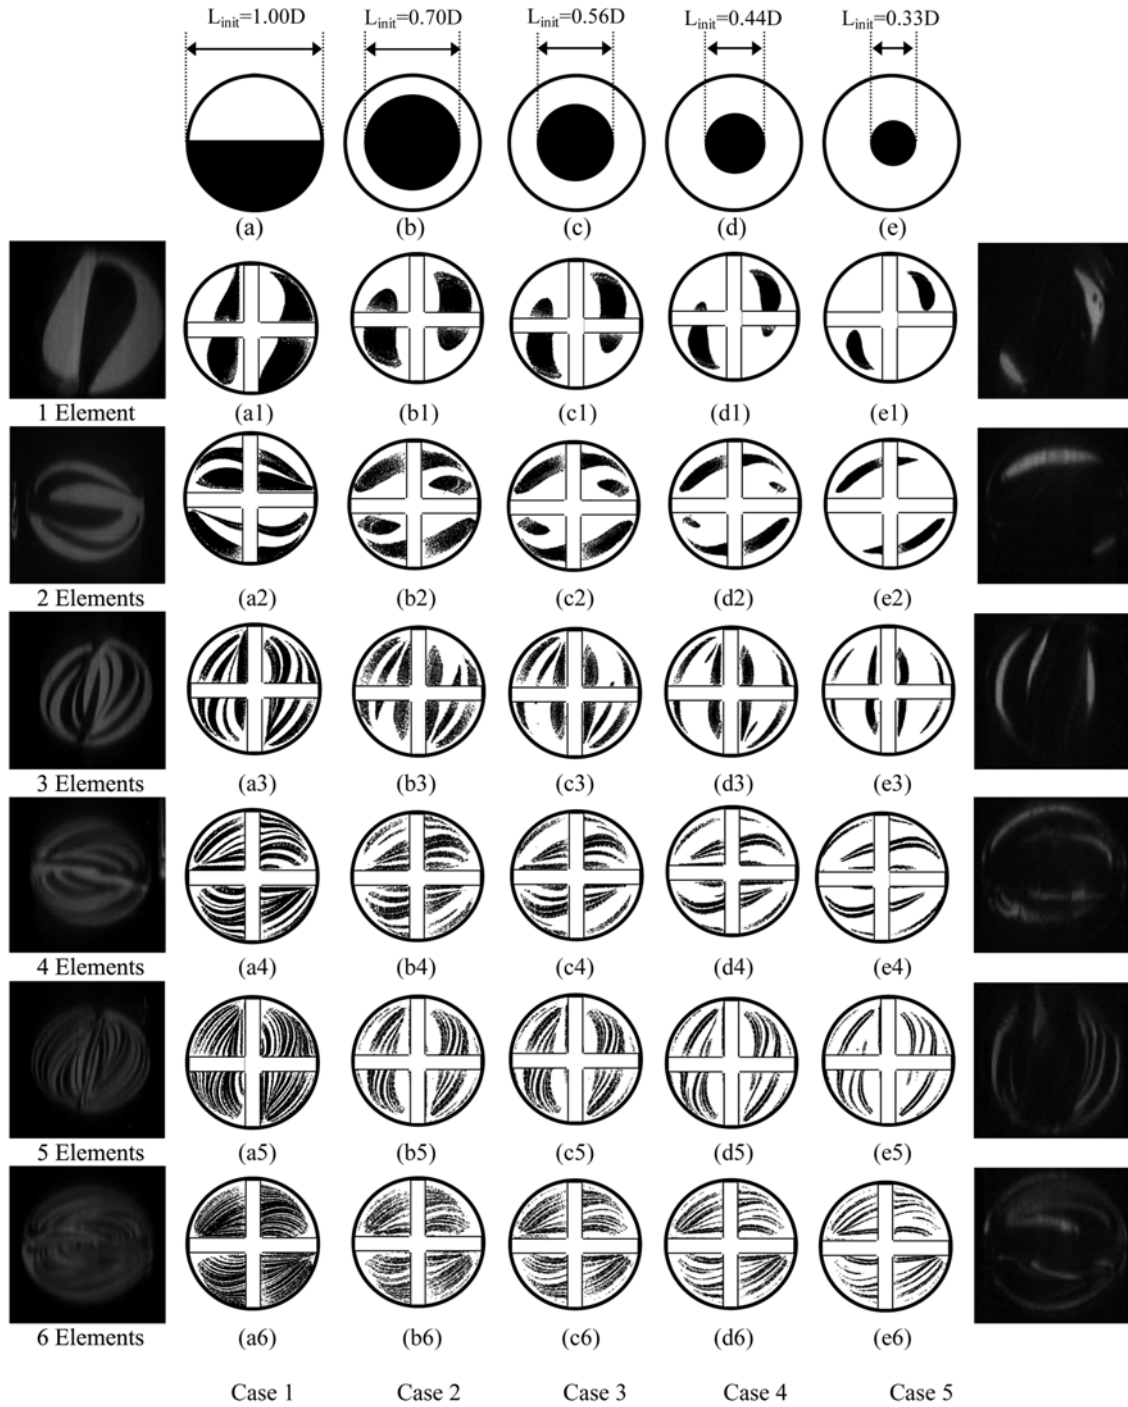 L_init=1.00D L_init=0.70D L_init=0.56D L_init=0.44D L_init=0.33D
(a) (b) (c) (d) (e)
1 Element (a1) (b1) (c1) (d1) (e1)
2 Elements (a2) (b2) (c2) (d2) (e2)
3 Elements (a3) (b3) (c3) (d3) (e3)
4 Elements (a4) (b4) (c4) (d4) (e4)
5 Elements (a5) (b5) (c5) (d5) (e5)
6 Elements (a6) (b6) (c6) (d6) (e6)
Case 1 Case 2 Case 3 Case 4 Case 5